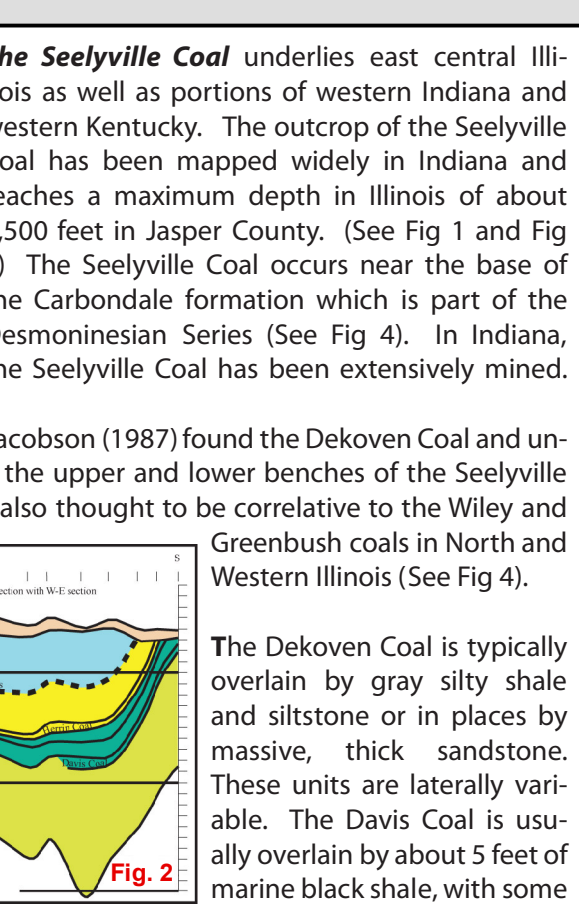 he Seelyville Coal underlies east central Illi-
ois as well as portions of western Indiana and
estern Kentucky. The outcrop of the Seelyville
oal has been mapped widely in Indiana and
eaches a maximum depth in Illinois of about
,500 feet in Jasper County. (See Fig 1 and Fig
) The Seelyville Coal occurs near the base of
he Carbondale formation which is part of the
esmoninesian Series (See Fig 4). In Indiana,
he Seelyville Coal has been extensively mined.
acobson (1987) found the Dekoven Coal and un-
the upper and lower benches of the Seelyville
also thought to be correlative to the Wiley and
Greenbush coals in North and
Western Illinois (See Fig 4).
The Dekoven Coal is typically
overlain by gray silty shale
and siltstone or in places by
massive, thick sandstone.
These units are laterally vari-
able. The Davis Coal is usu-
ally overlain by about 5 feet of
marine black shale, with some
S
ection with W-E section
Herrin Coal
Davis Coal
Fig. 2